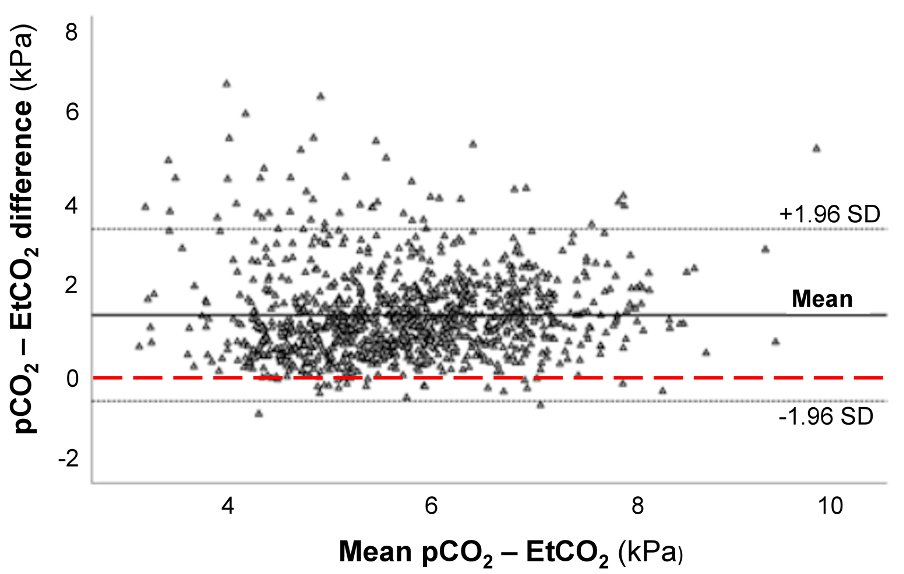 pCO₂ – EtCO₂ difference (kPa)
8
6
4
2
0
-2
+1.96 SD
Mean
-1.96 SD
4 6 8 10
Mean pCO₂ – EtCO₂ (kPa)